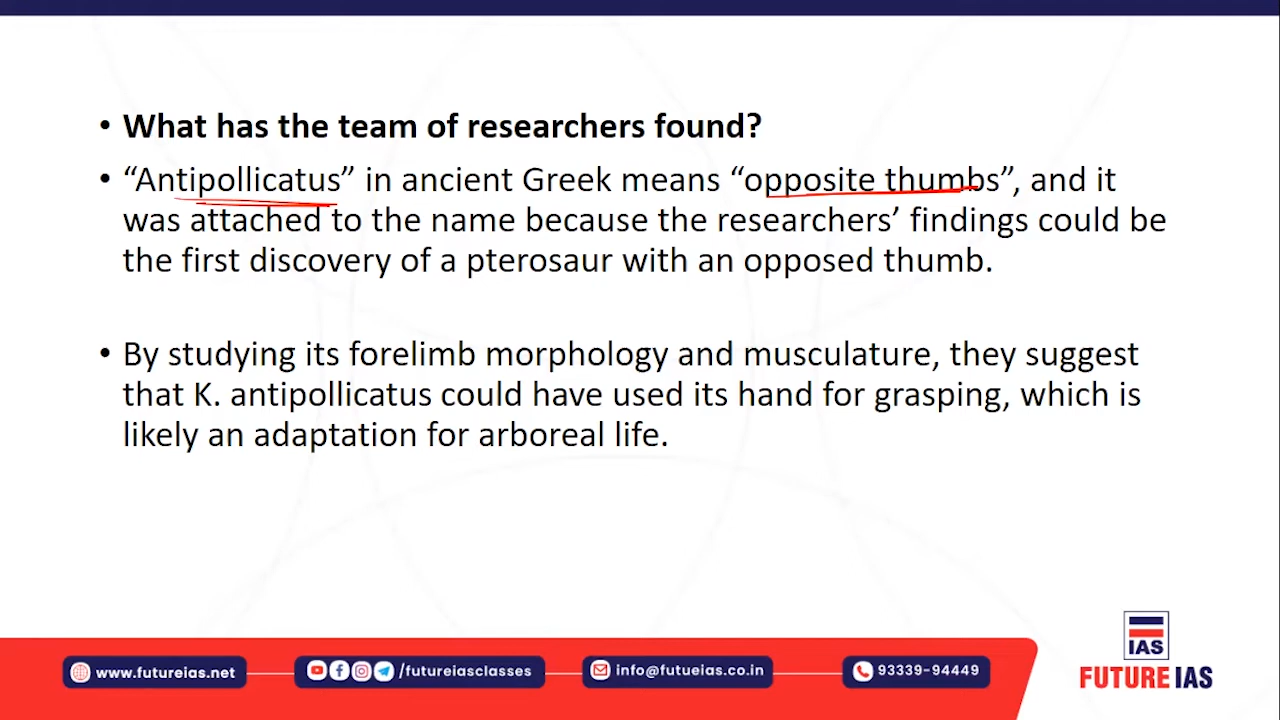 • What has the team of researchers found?
• “Antipollicatus” in ancient Greek means “opposite thumbs”, and it
was attached to the name because the researchers’ findings could be
the first discovery of a pterosaur with an opposed thumb.
• By studying its forelimb morphology and musculature, they suggest
that K. antipollicatus could have used its hand for grasping, which is
likely an adaptation for arboreal life.
IAS
www.futureias.net /futureiasclasses info@futueias.co.in 93339-94449
FUTURE IAS